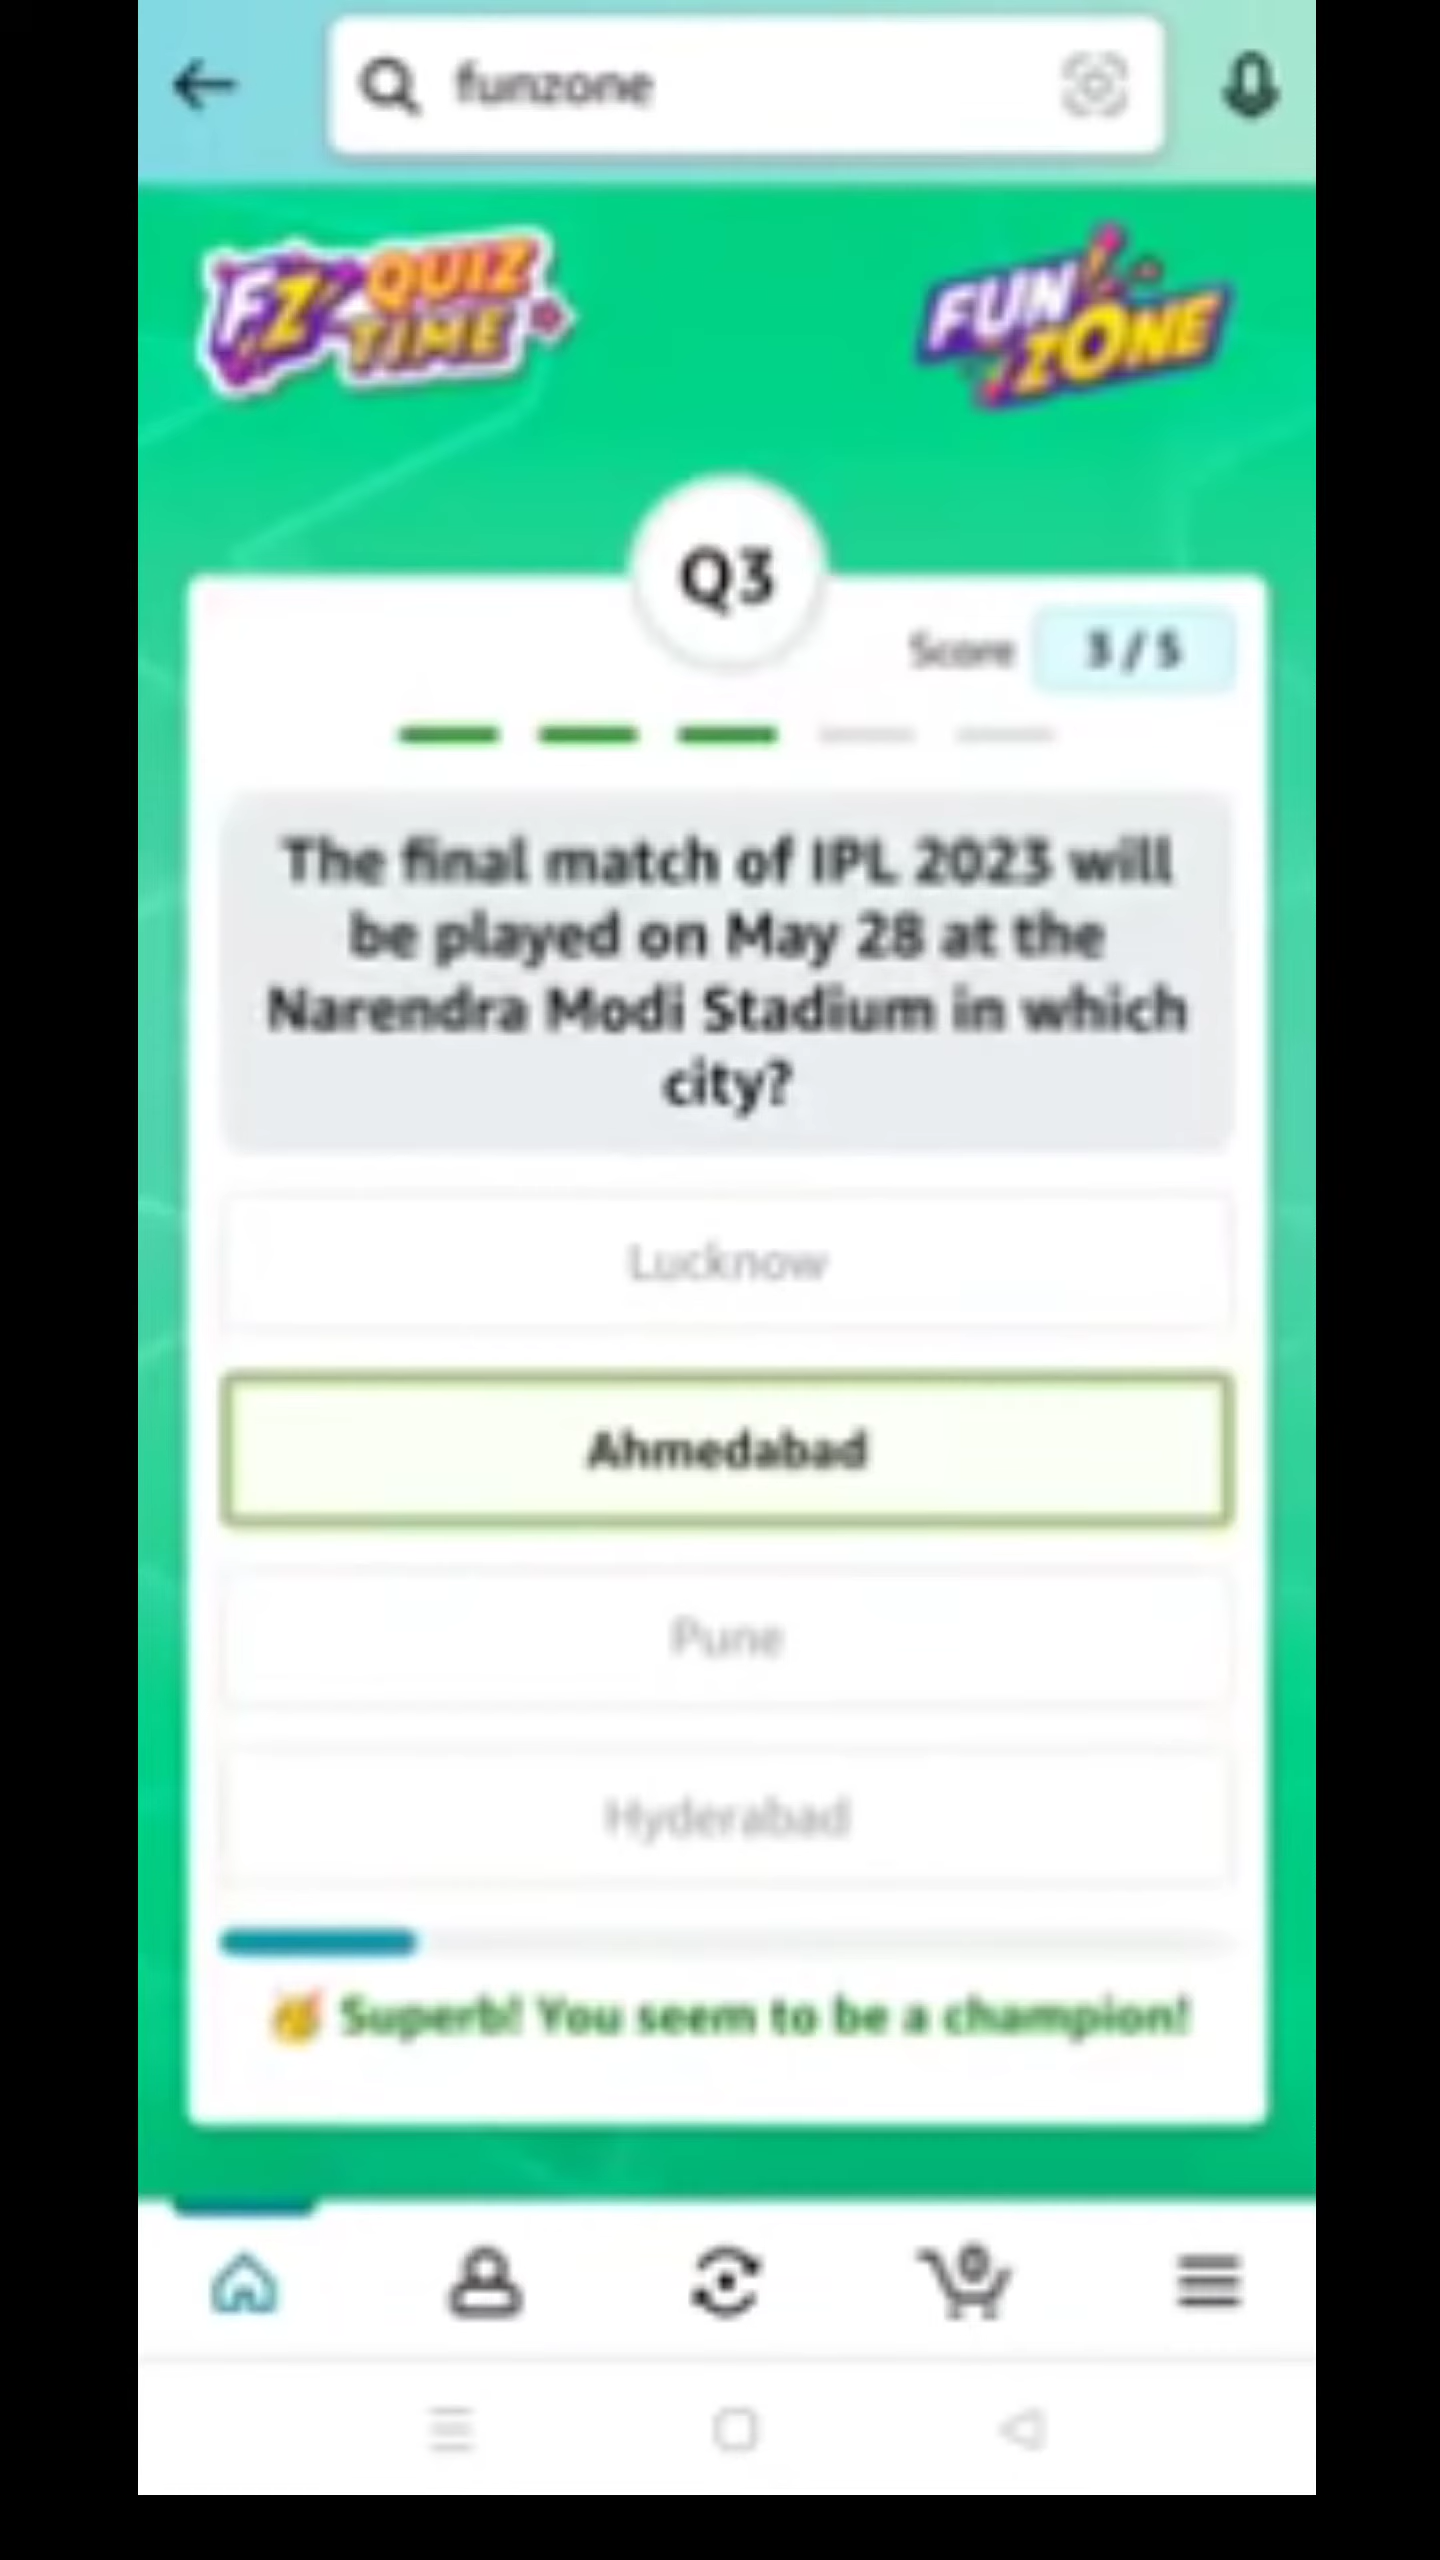 funzone
FZ QUIZ TIME
FUN ZONE
Q3
Score 3 / 5
The final match of IPL 2023 will
be played on May 28 at the
Narendra Modi Stadium in which
city?
Lucknow
Ahmedabad
Pune
Hyderabad
🥳 Superb! You seem to be a champion!
0